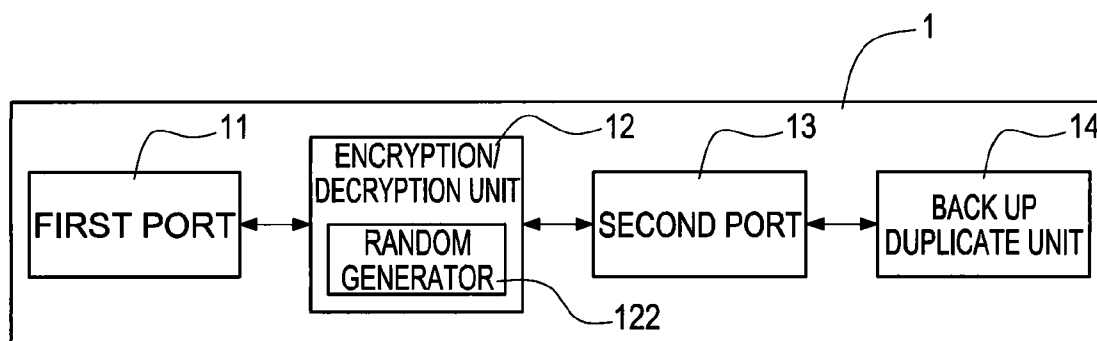 1
11
12
13
14
FIRST PORT
ENCRYPTION/
DECRYPTION UNIT
RANDOM
GENERATOR
122
SECOND PORT
BACK UP
DUPLICATE UNIT